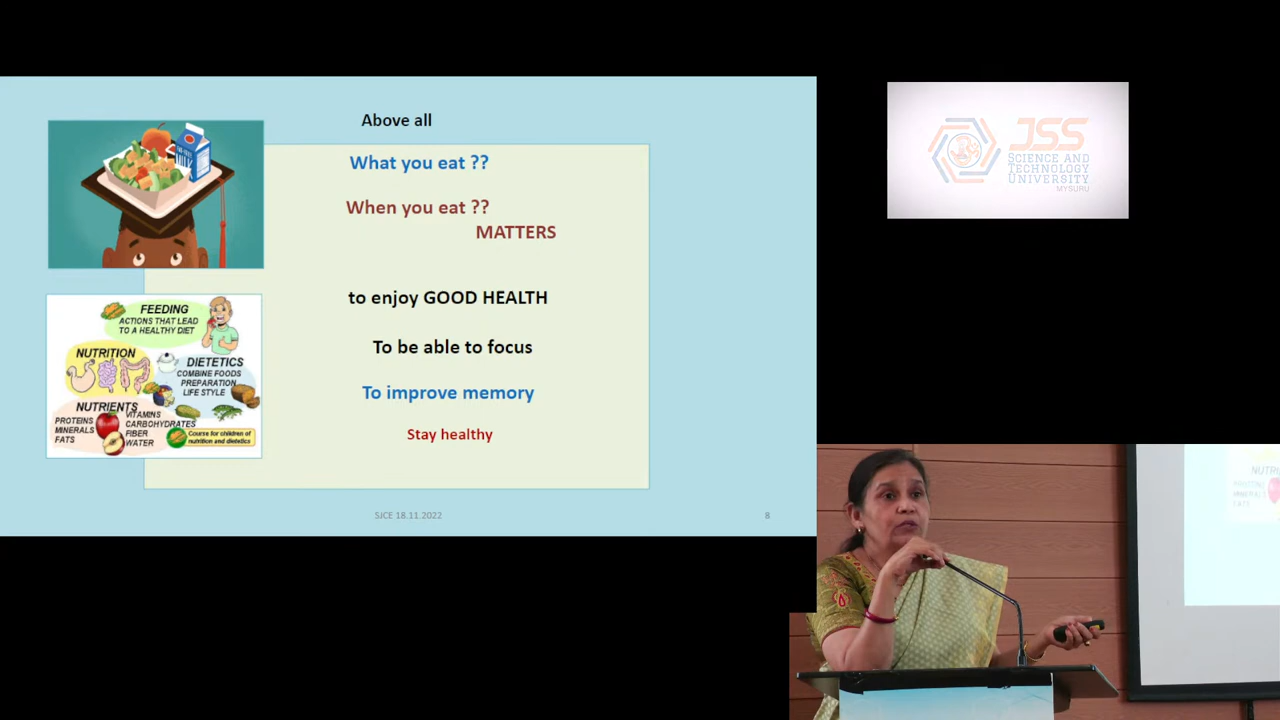 Above all
What you eat ??
When you eat ??
MATTERS
to enjoy GOOD HEALTH
To be able to focus
To improve memory
Stay healthy
FEEDING
ACTIONS THAT LEAD
TO A HEALTHY DIET
NUTRITION
DIETETICS
COMBINE FOODS
PREPARATION
LIFE STYLE
NUTRIENTS
PROTEINS
MINERALS
FATS
VITAMINS
CARBOHYDRATES
FIBER
WATER
Course for children of
nutrition and dietetics
SJCE 18.11.2022
8
JSS
SCIENCE AND
TECHNOLOGY
UNIVERSITY
MYSURU